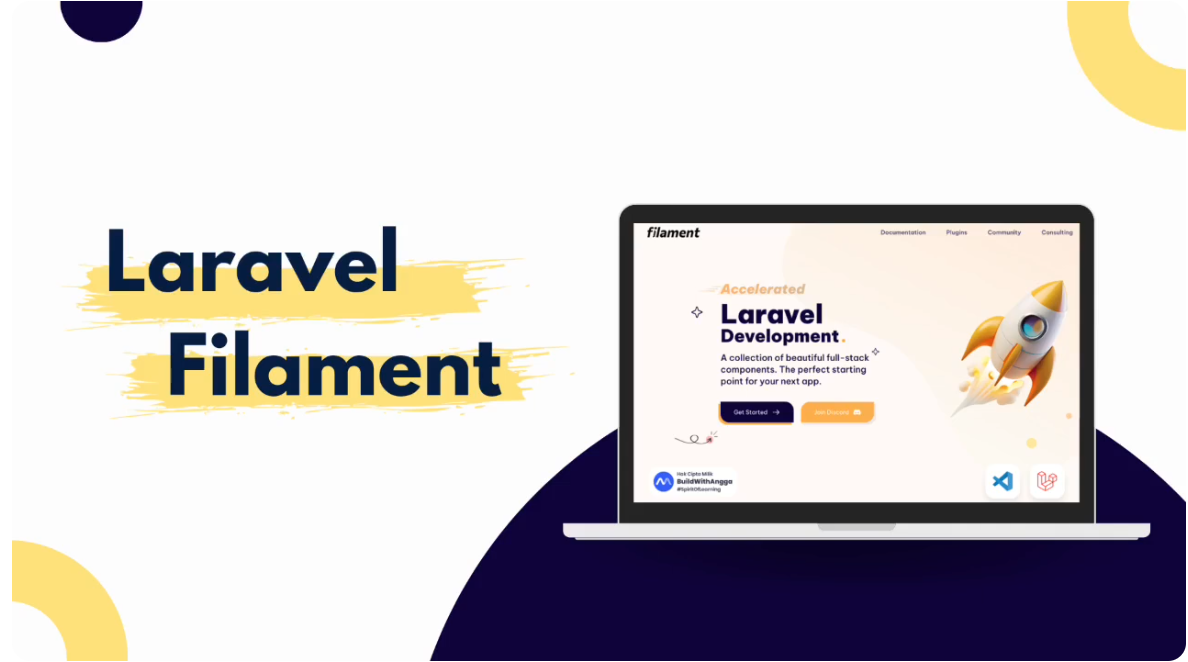 Laravel
Filament
filament
Documentation Plugins Community Consulting
Accelerated
Laravel
Development.
A collection of beautiful full-stack
components. The perfect starting
point for your next app.
Get Started → Join Discord
Hak Cipta Milik
BuildWithAngga
#SpiritOfLearning